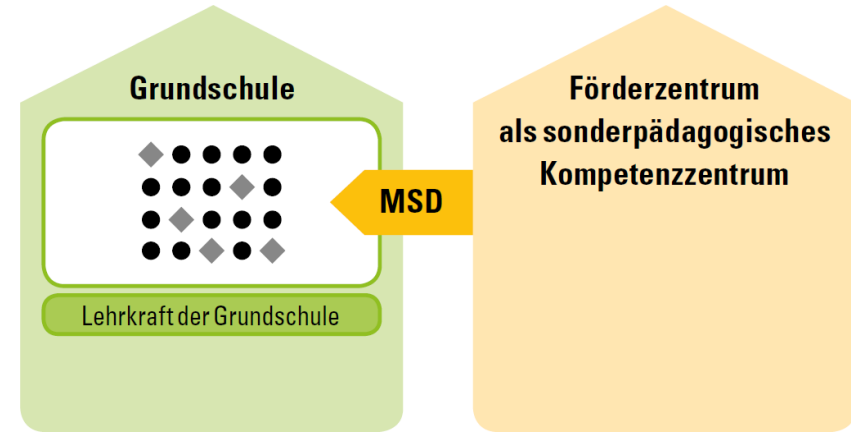 Grundschule
Lehrkraft der Grundschule
MSD
Förderzentrum
als sonderpädagogisches
Kompetenzzentrum